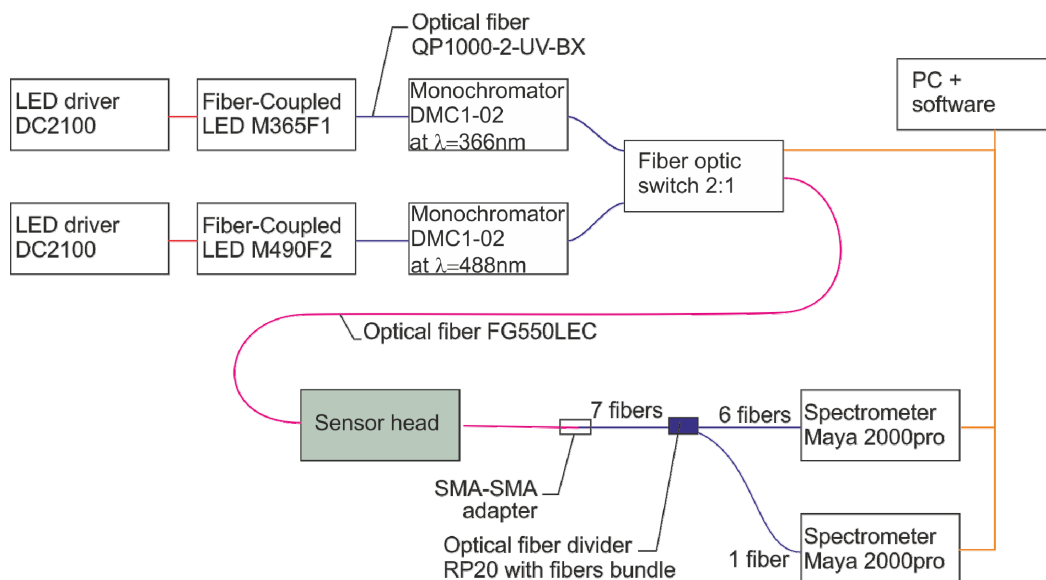 Optical fiber
QP1000-2-UV-BX
LED driver
DC2100
Fiber-Coupled
LED M365F1
Monochromator
DMC1-02
at λ=366nm
PC +
software
Fiber optic
switch 2:1
LED driver
DC2100
Fiber-Coupled
LED M490F2
Monochromator
DMC1-02
at λ=488nm
Optical fiber FG550LEC
Sensor head
7 fibers
6 fibers
Spectrometer
Maya 2000pro
SMA-SMA
adapter
Optical fiber divider
RP20 with fibers bundle
1 fiber
Spectrometer
Maya 2000pro